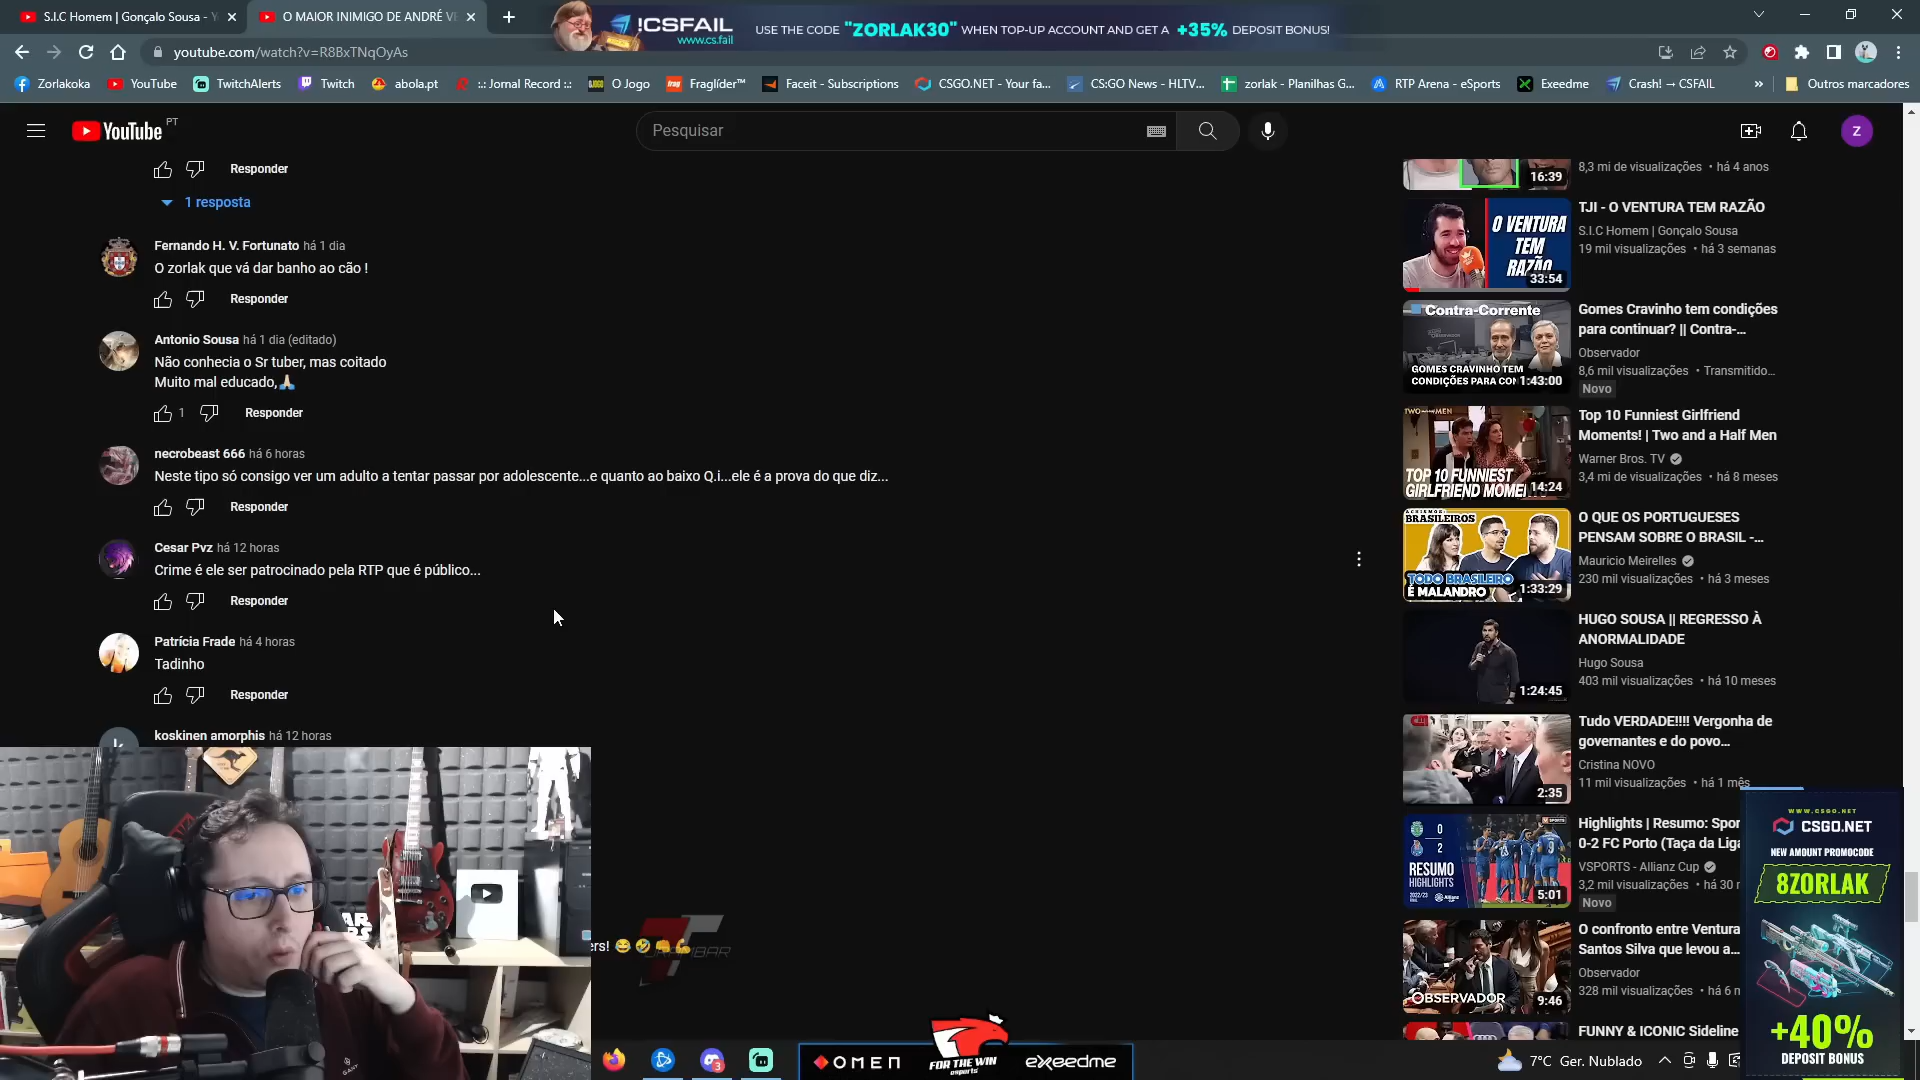 S.I.C Homem | Gonçalo Sousa - Y
O MAIOR INIMIGO DE ANDRÉ VE
!CSFAIL
www.cs.fail
USE THE CODE "ZORLAK30" WHEN TOP-UP ACCOUNT AND GET A +35% DEPOSIT BONUS!
youtube.com/watch?v=R8BxTNqOyAs
Zorlakoka
YouTube
TwitchAlerts
Twitch
abola.pt
::: Jornal Record :::
O Jogo
Fraglíder™
Faceit - Subscriptions
CSGO.NET - Your fa...
CS:GO News - HLTV...
zorlak - Planilhas G...
RTP Arena - eSports
Exeedme
Crash! → CSFAIL
»
Outros marcadores
YouTube PT
Pesquisar
Z
Responder
1 resposta
Fernando H. V. Fortunato há 1 dia
O zorlak que vá dar banho ao cão !
Responder
Antonio Sousa há 1 dia (editado)
Não conhecia o Sr tuber, mas coitado
Muito mal educado,🙏🏻
1 Responder
necrobeast 666 há 6 horas
Neste tipo só consigo ver um adulto a tentar passar por adolescente...e quanto ao baixo Q.i...ele é a prova do que diz...
Responder
Cesar Pvz há 12 horas
Crime é ele ser patrocinado pela RTP que é público...
Responder
Patrícia Frade há 4 horas
Tadinho
Responder
koskinen amorphis há 12 horas
ers! 😂🤣👊💪
16:39
8,3 mi de visualizações • há 4 anos
O VENTURA
TEM
RAZÃO
33:54
TJI - O VENTURA TEM RAZÃO
S.I.C Homem | Gonçalo Sousa
19 mil visualizações • há 3 semanas
Contra-Corrente
GOMES CRAVINHO TEM
CONDIÇÕES PARA CON
1:43:00
Gomes Cravinho tem condições
para continuar? || Contra-...
Observador
8,6 mil visualizações • Transmitido...
Novo
TOP 10 FUNNIEST
GIRLFRIEND MOME
14:24
Top 10 Funniest Girlfriend
Moments! | Two and a Half Men
Warner Bros. TV
3,4 mi de visualizações • há 8 meses
BRASILEIROS
TODO BRASILEIRO
É MALANDRO
1:33:29
O QUE OS PORTUGUESES
PENSAM SOBRE O BRASIL -...
Mauricio Meirelles
230 mil visualizações • há 3 meses
1:24:45
HUGO SOUSA || REGRESSO À
ANORMALIDADE
Hugo Sousa
403 mil visualizações • há 10 meses
2:35
Tudo VERDADE!!!! Vergonha de
governantes e do povo...
Cristina NOVO
11 mil visualizações • há 1 mês
0
2
RESUMO
HIGHLIGHTS
5:01
Highlights | Resumo: Spor
0-2 FC Porto (Taça da Liga
VSPORTS - Allianz Cup
3,2 mil visualizações • há 30 r
Novo
OBSERVADOR
9:46
O confronto entre Ventura
Santos Silva que levou a...
Observador
328 mil visualizações • há 6 m
FUNNY & ICONIC Sideline
WWW.CSGO.NET
CSGO.NET
NEW AMOUNT PROMOCODE
8ZORLAK
+40%
DEPOSIT BONUS
OMEN
FOR THE WIN
esports
exeedme
7°C Ger. Nublado